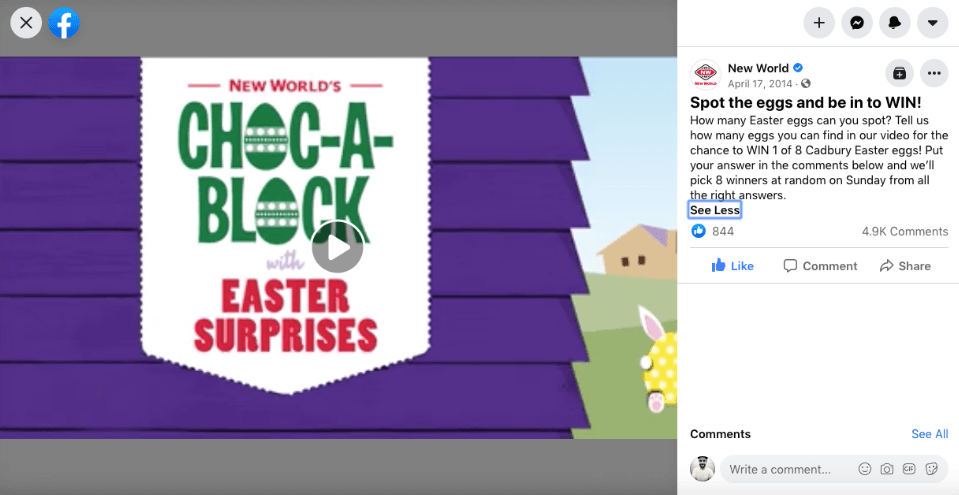 NEW WORLD'S
CHOC-A-
BLOCK
with
EASTER
SURPRISES
New World
April 17, 2014 ·
NW
NEW WORLD
Spot the eggs and be in to WIN!
How many Easter eggs can you spot? Tell us
how many eggs you can find in our video for the
chance to WIN 1 of 8 Cadbury Easter eggs! Put
your answer in the comments below and we'll
pick 8 winners at random on Sunday from all
the right answers.
See Less
844
4.9K Comments
Like
Comment
Share
Comments
See All
Write a comment...
GIF